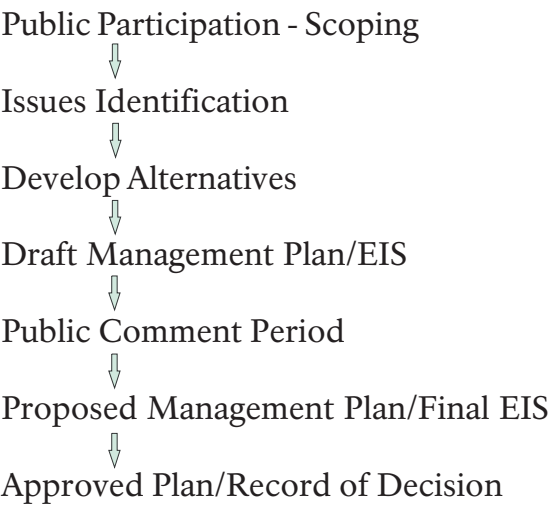 Public Participation - Scoping
Issues Identification
Develop Alternatives
Draft Management Plan/EIS
Public Comment Period
Proposed Management Plan/Final EIS
Approved Plan/Record of Decision